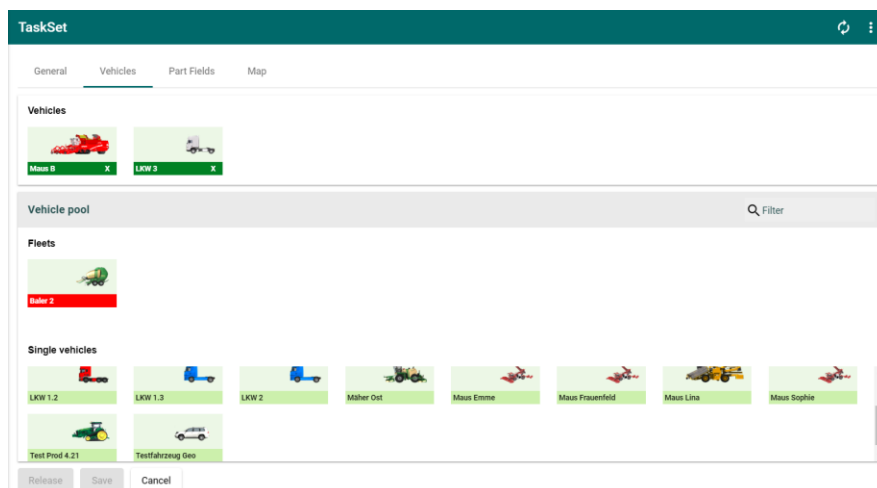 TaskSet
General Vehicles Part Fields Map
Vehicles
Maus B X LKW 3 X
Vehicle pool Filter
Fleets
Baler 2
Single vehicles
LKW 1.2 LKW 1.3 LKW 2 Mäher Ost Maus Emme Maus Frauenfeld Maus Lina Maus Sophie
Test Prod 4.21 Testfahrzeug Geo
Release Save Cancel